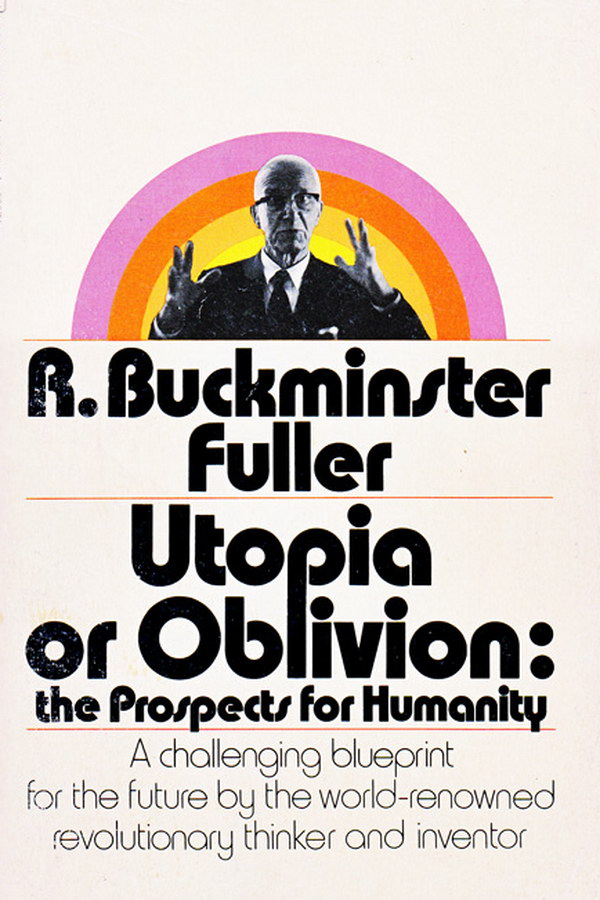 R. Buckminster
Fuller
Utopia
or Oblivion:
the Prospects for Humanity
A challenging blueprint
for the future by the world-renowned
revolutionary thinker and inventor